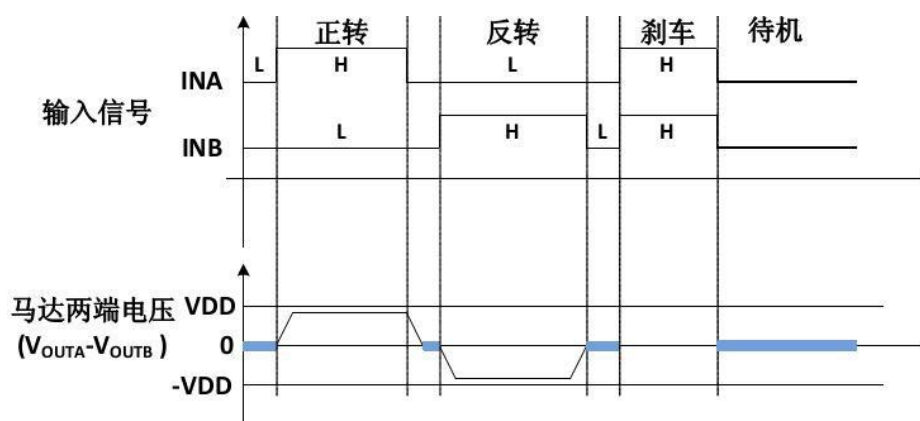 正转 反转 刹车 待机
L H L H
INA
输入信号
L H L H
INB
马达两端电压 VDD
(VOUTA-VOUTB ) 0
-VDD